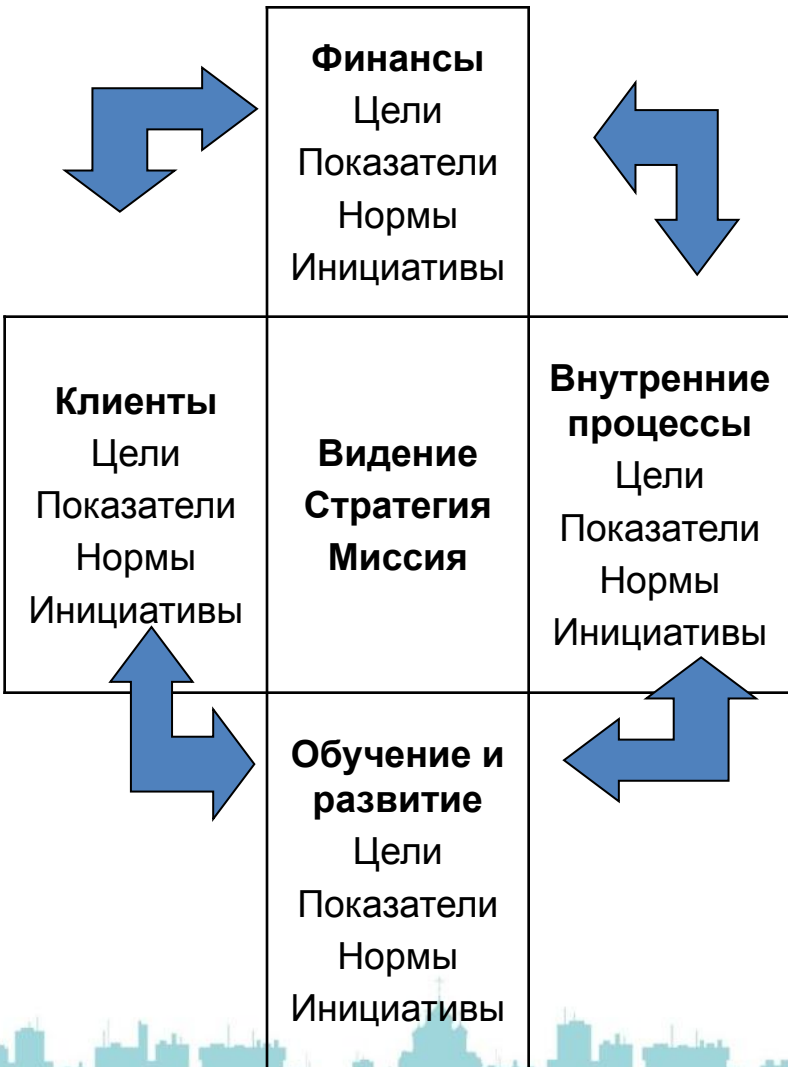 Финансы
Цели
Показатели
Нормы
Инициативы
Клиенты
Цели
Показатели
Нормы
Инициативы
Видение
Стратегия
Миссия
Внутренние
процессы
Цели
Показатели
Нормы
Инициативы
Обучение и
развитие
Цели
Показатели
Нормы
Инициативы